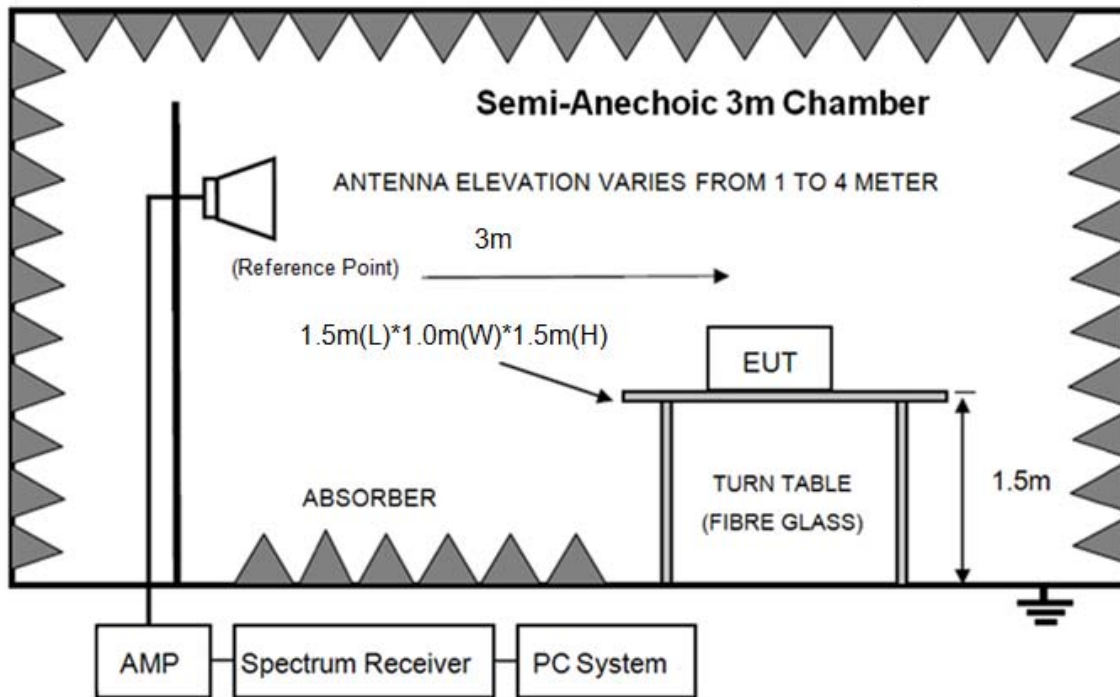 Semi-Anechoic 3m Chamber
ANTENNA ELEVATION VARIES FROM 1 TO 4 METER
3m
(Reference Point)
1.5m(L)*1.0m(W)*1.5m(H)
EUT
ABSORBER
TURN TABLE
(FIBRE GLASS)
1.5m
AMP
Spectrum Receiver
PC System